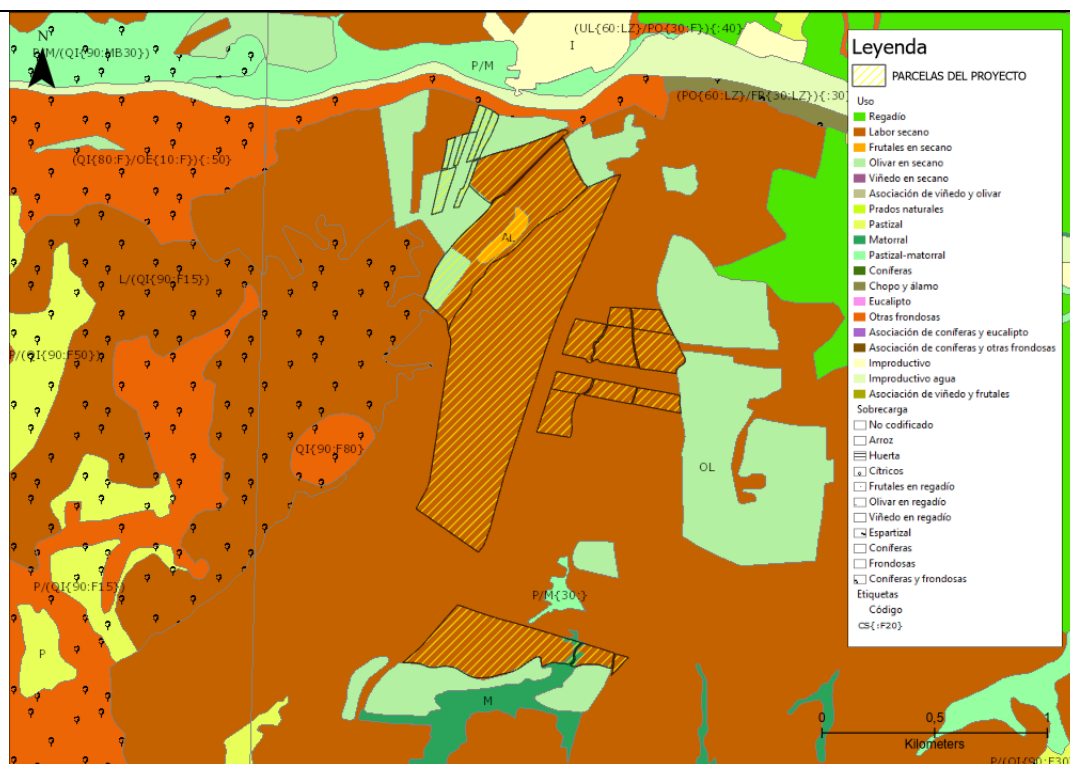 (UL{60:LZ}/PO{30:F}){:40}
I
P/M/(QI{90:MB30})
N
P/M
(PO{60:LZ}/FR{30:LZ}){:30}
(QI{80:F}/OE{10:F}){:50}
AL
L/(QI{90:F15})
P/(QI{90:F50})
QI{90:F80}
OL
P/(QI{90:F15})
P/M{30:}
P
M
0 0,5 1
Kilometers
P/(QI{90:F30})
Leyenda
PARCELAS DEL PROYECTO
Uso
Regadío
Labor secano
Frutales en secano
Olivar en secano
Viñedo en secano
Asociación de viñedo y olivar
Prados naturales
Pastizal
Matorral
Pastizal-matorral
Coníferas
Chopo y álamo
Eucalipto
Otras frondosas
Asociación de coníferas y eucalipto
Asociación de coníferas y otras frondosas
Improductivo
Improductivo agua
Asociación de viñedo y frutales
Sobrecarga
No codificado
Arroz
Huerta
Cítricos
Frutales en regadío
Olivar en regadío
Viñedo en regadío
Espartizal
Coníferas
Frondosas
Coníferas y frondosas
Etiquetas
Código
CS{:F20}